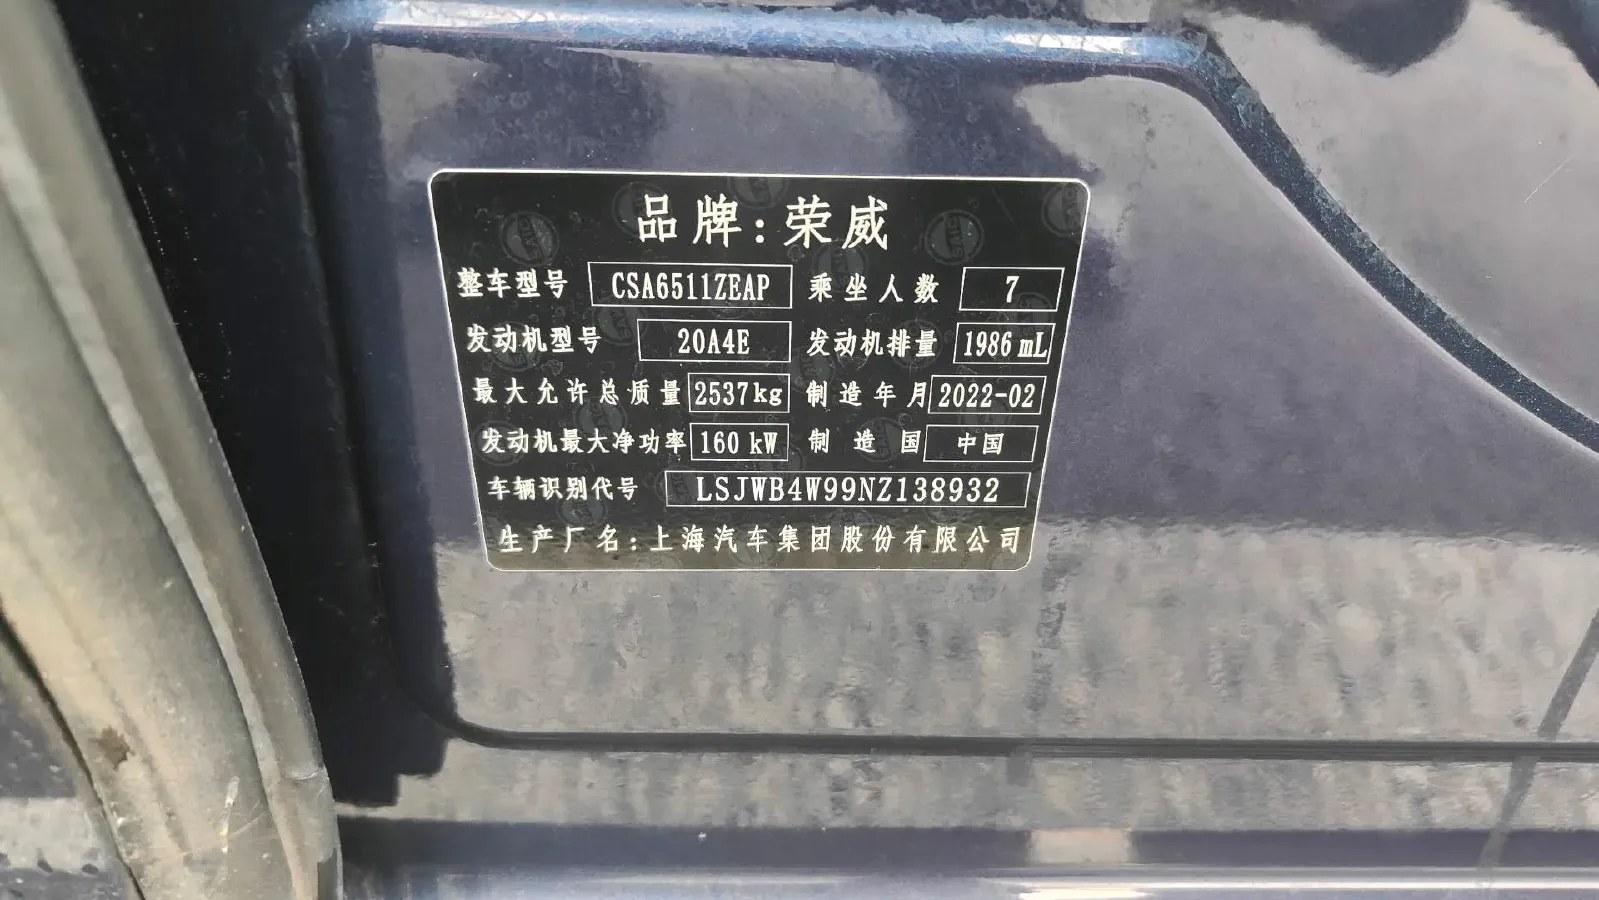 品牌：荣威
整车型号 CSA6511ZEAP 乘坐人数 7
发动机型号 20A4E 发动机排量 1986 mL
最大允许总质量 2537kg 制造年月 2022-02
发动机最大净功率 160 kW 制造国 中国
车辆识别代号 LSJWB4W99NZ138932
生产厂名：上海汽车集团股份有限公司